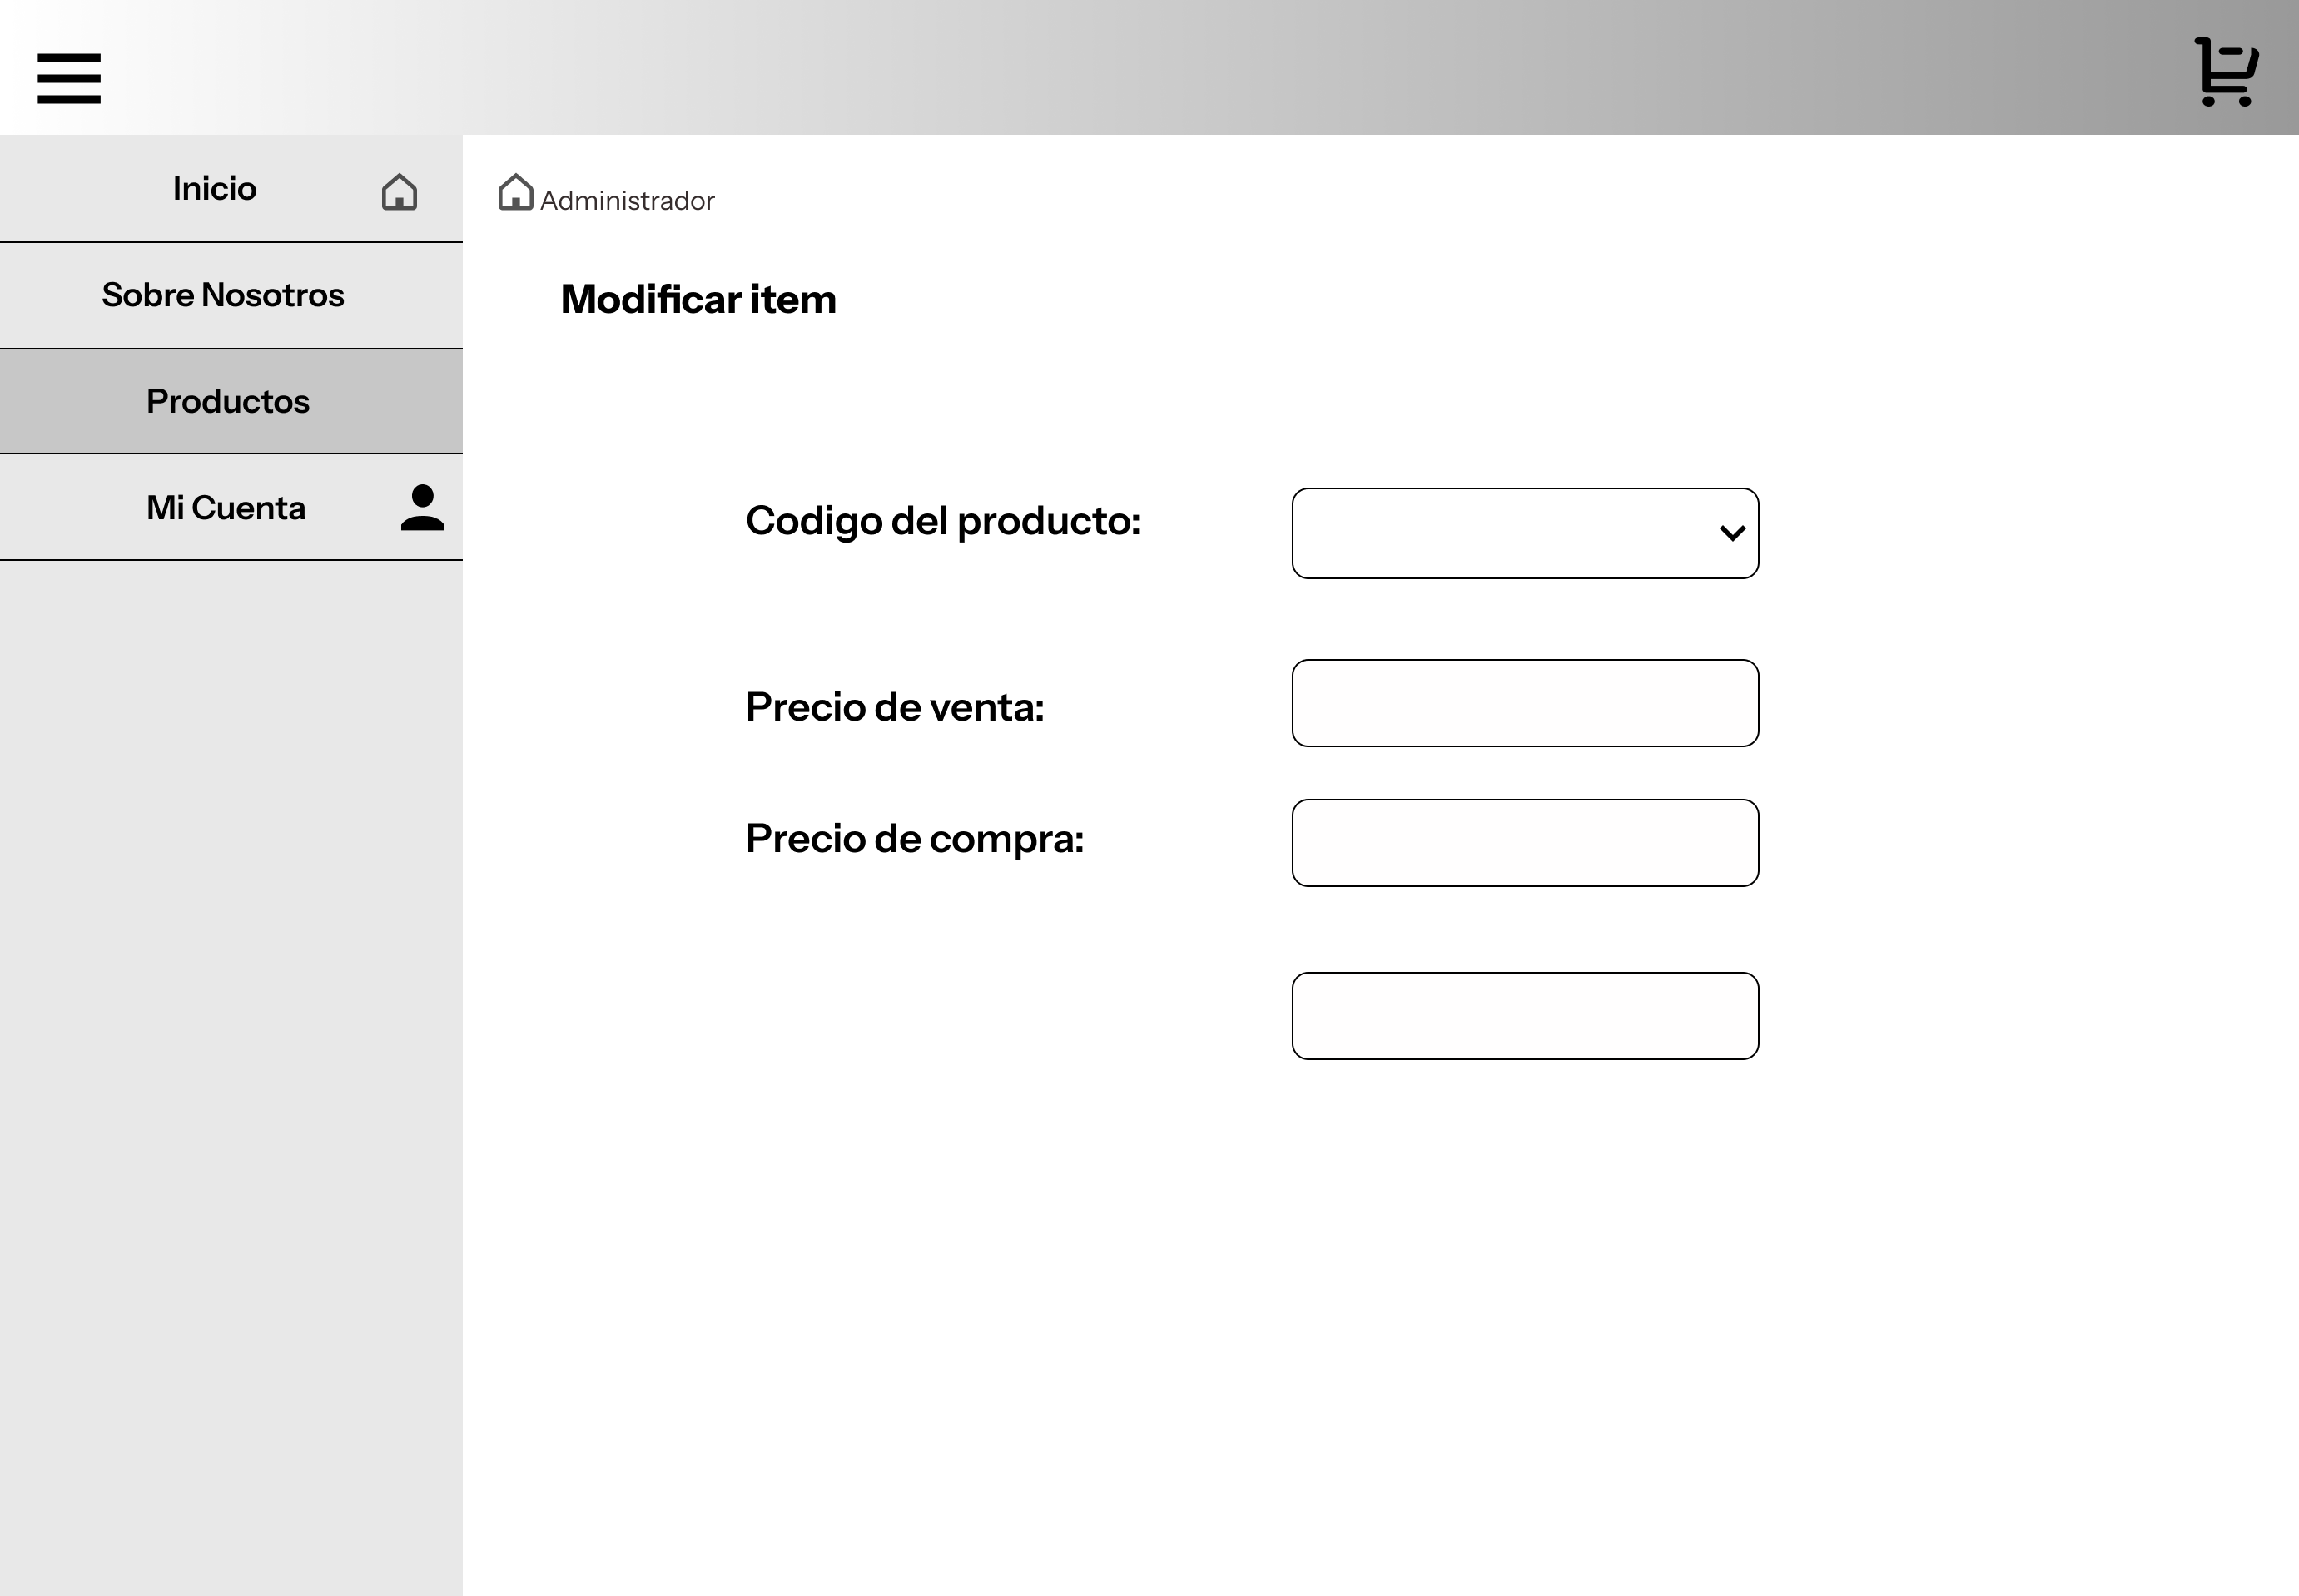 Inicio
Administrador
Sobre Nosotros
Modificar item
Productos
Mi Cuenta
Codigo del producto:
Precio de venta:
Precio de compra: